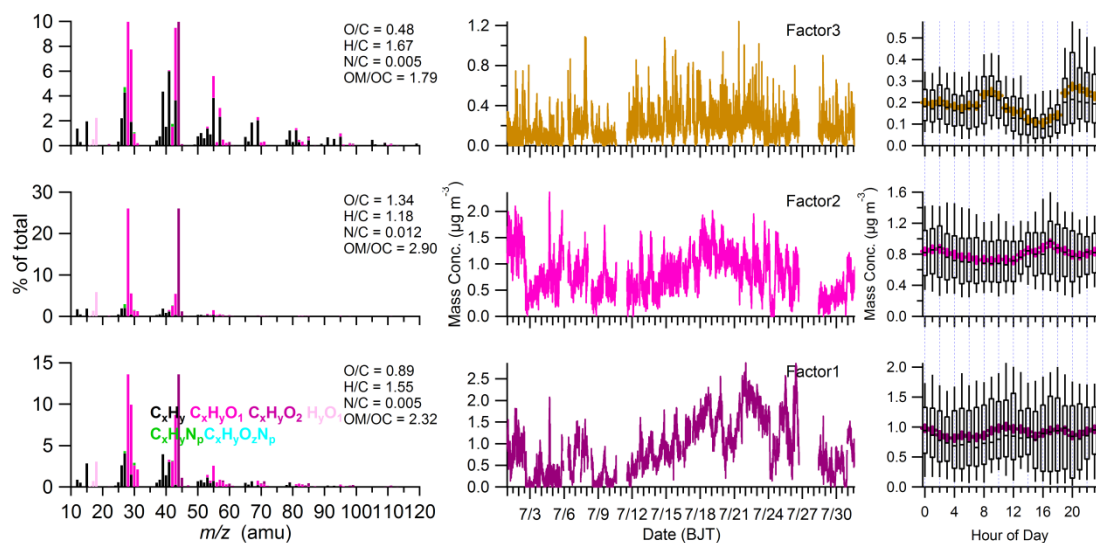 10
8
6
4
2
0
O/C = 0.48
H/C = 1.67
N/C = 0.005
OM/OC = 1.79
1.2
0.8
0.4
0.0
Factor3
0.5
0.4
0.3
0.2
0.1
0.0
% of total
30
20
10
0
O/C = 1.34
H/C = 1.18
N/C = 0.012
OM/OC = 2.90
Mass Conc. (µg m⁻³)
2.0
1.5
1.0
0.5
0.0
Factor2
Mass Conc. (µg m⁻³)
1.6
1.2
0.8
0.4
0.0
15
10
5
0
O/C = 0.89
H/C = 1.55
N/C = 0.005
OM/OC = 2.32
CxHy CxHyO1 CxHyO2 HyO1
CxHyNp CxHyOzNp
2.5
2.0
1.5
1.0
0.5
0.0
Factor1
2.0
1.5
1.0
0.5
0.0
10 20 30 40 50 60 70 80 90 100 110 120
m/z (amu)
7/3 7/6 7/9 7/12 7/15 7/18 7/21 7/24 7/27 7/30
Date (BJT)
0 4 8 12 16 20
Hour of Day